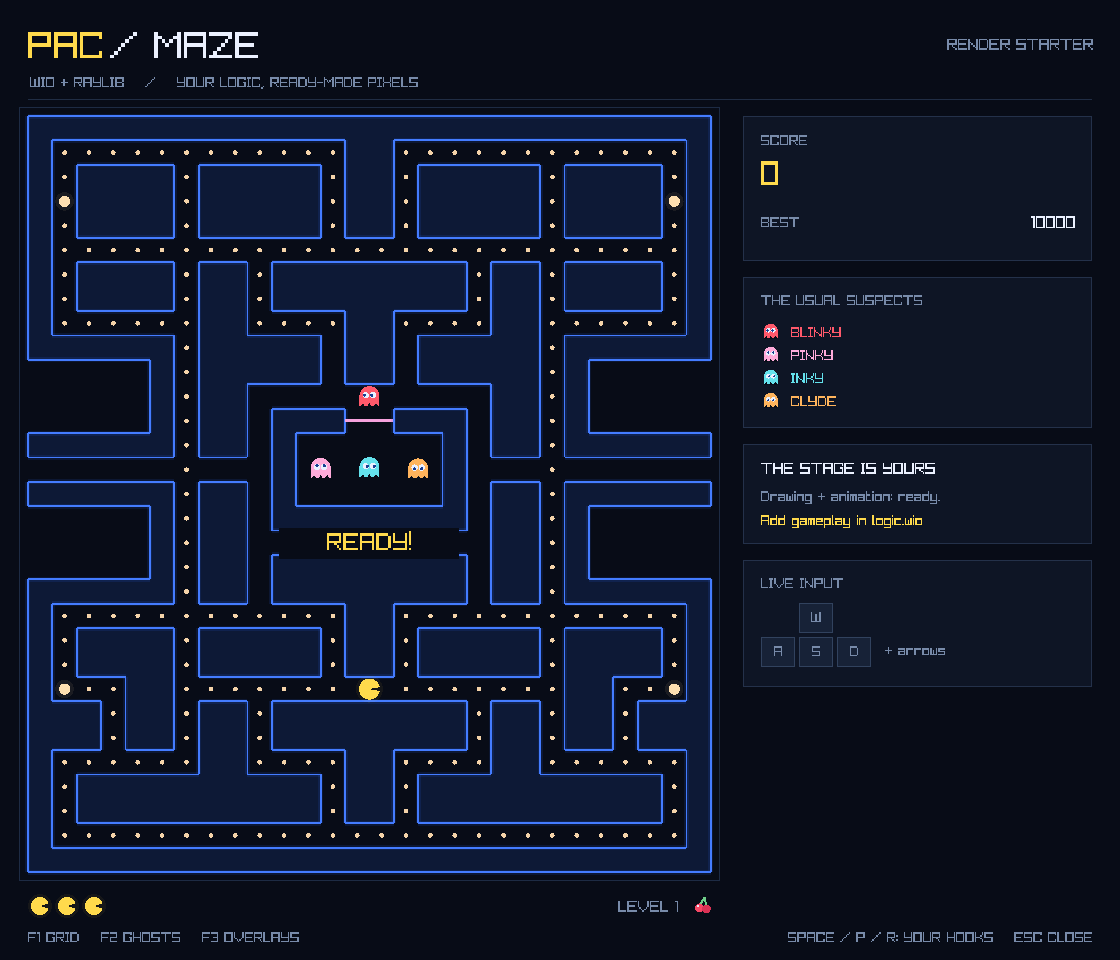 PAC / MAZE
RENDER STARTER
WIO + RAYLIB / YOUR LOGIC, READY-MADE PIXELS
SCORE
0
BEST 10000
THE USUAL SUSPECTS
BLINKY
PINKY
INKY
CLYDE
THE STAGE IS YOURS
Drawing + animation: ready.
Add gameplay in logic.wio
READY!
LIVE INPUT
W
A S D + arrows
LEVEL 1
F1 GRID F2 GHOSTS F3 OVERLAYS
SPACE / P / R: YOUR HOOKS ESC CLOSE